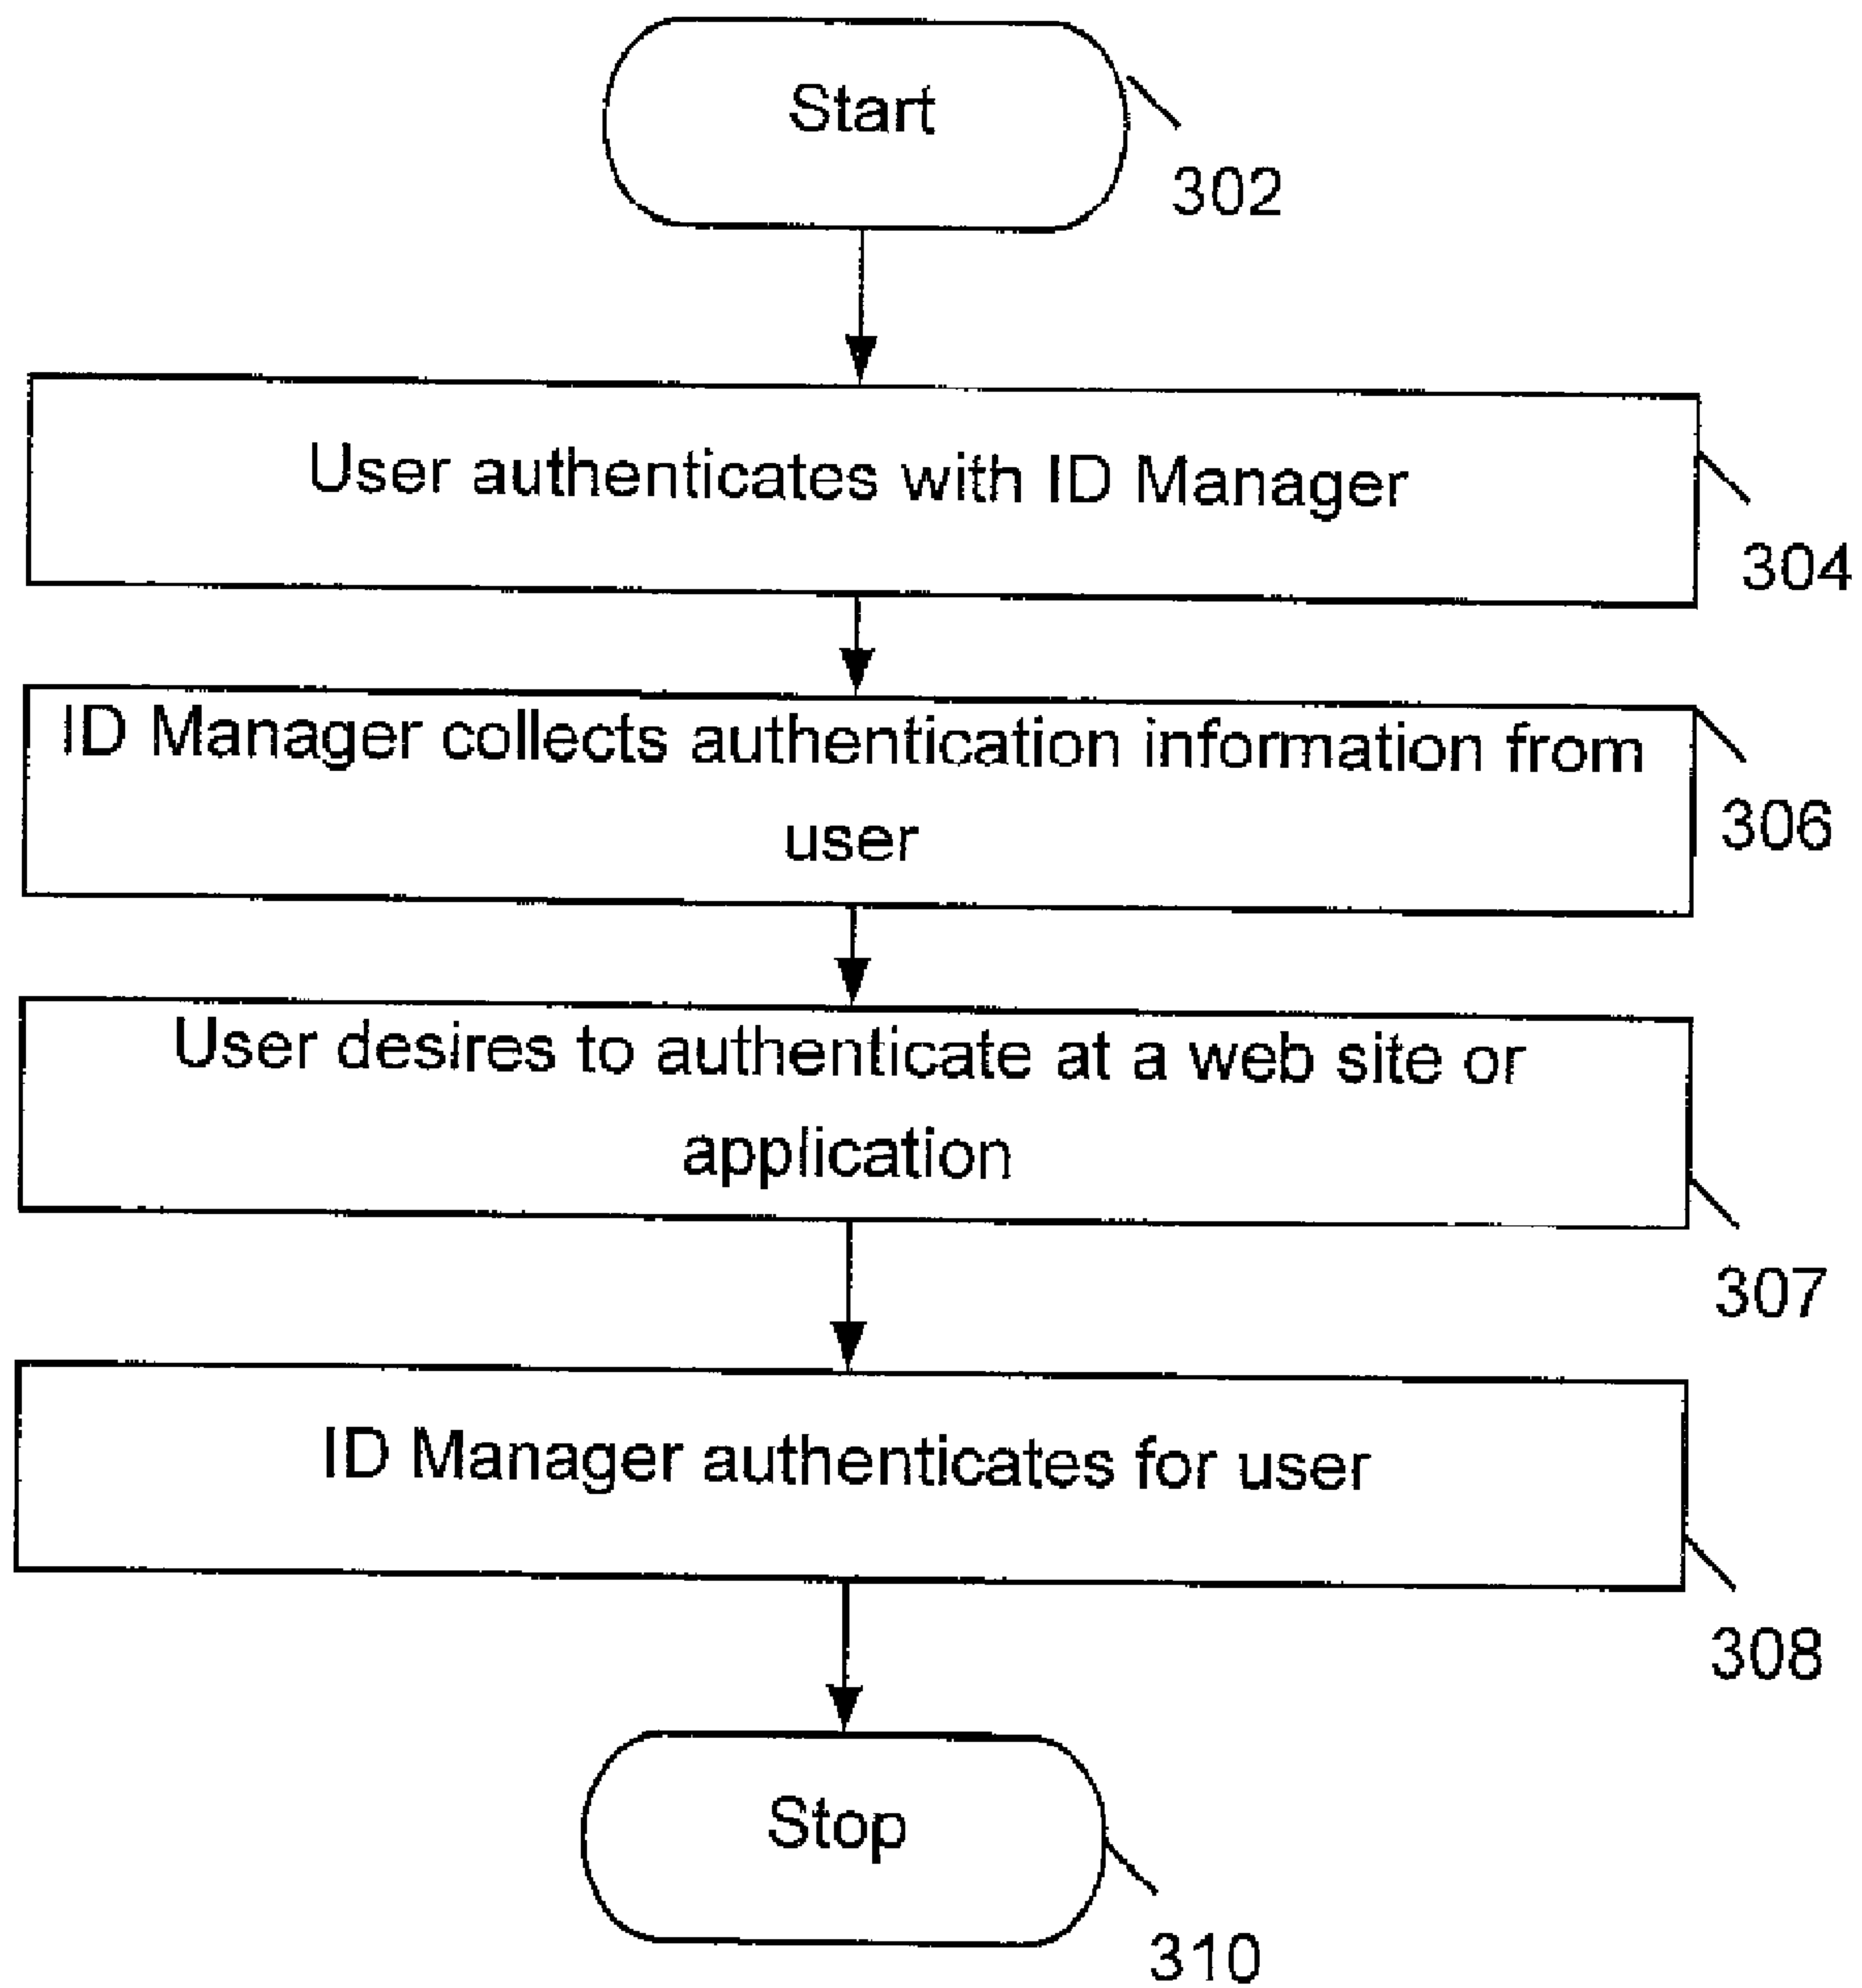 Start
302
User authenticates with ID Manager
304
ID Manager collects authentication information from
user
306
User desires to authenticate at a web site or
application
307
ID Manager authenticates for user
308
Stop
310